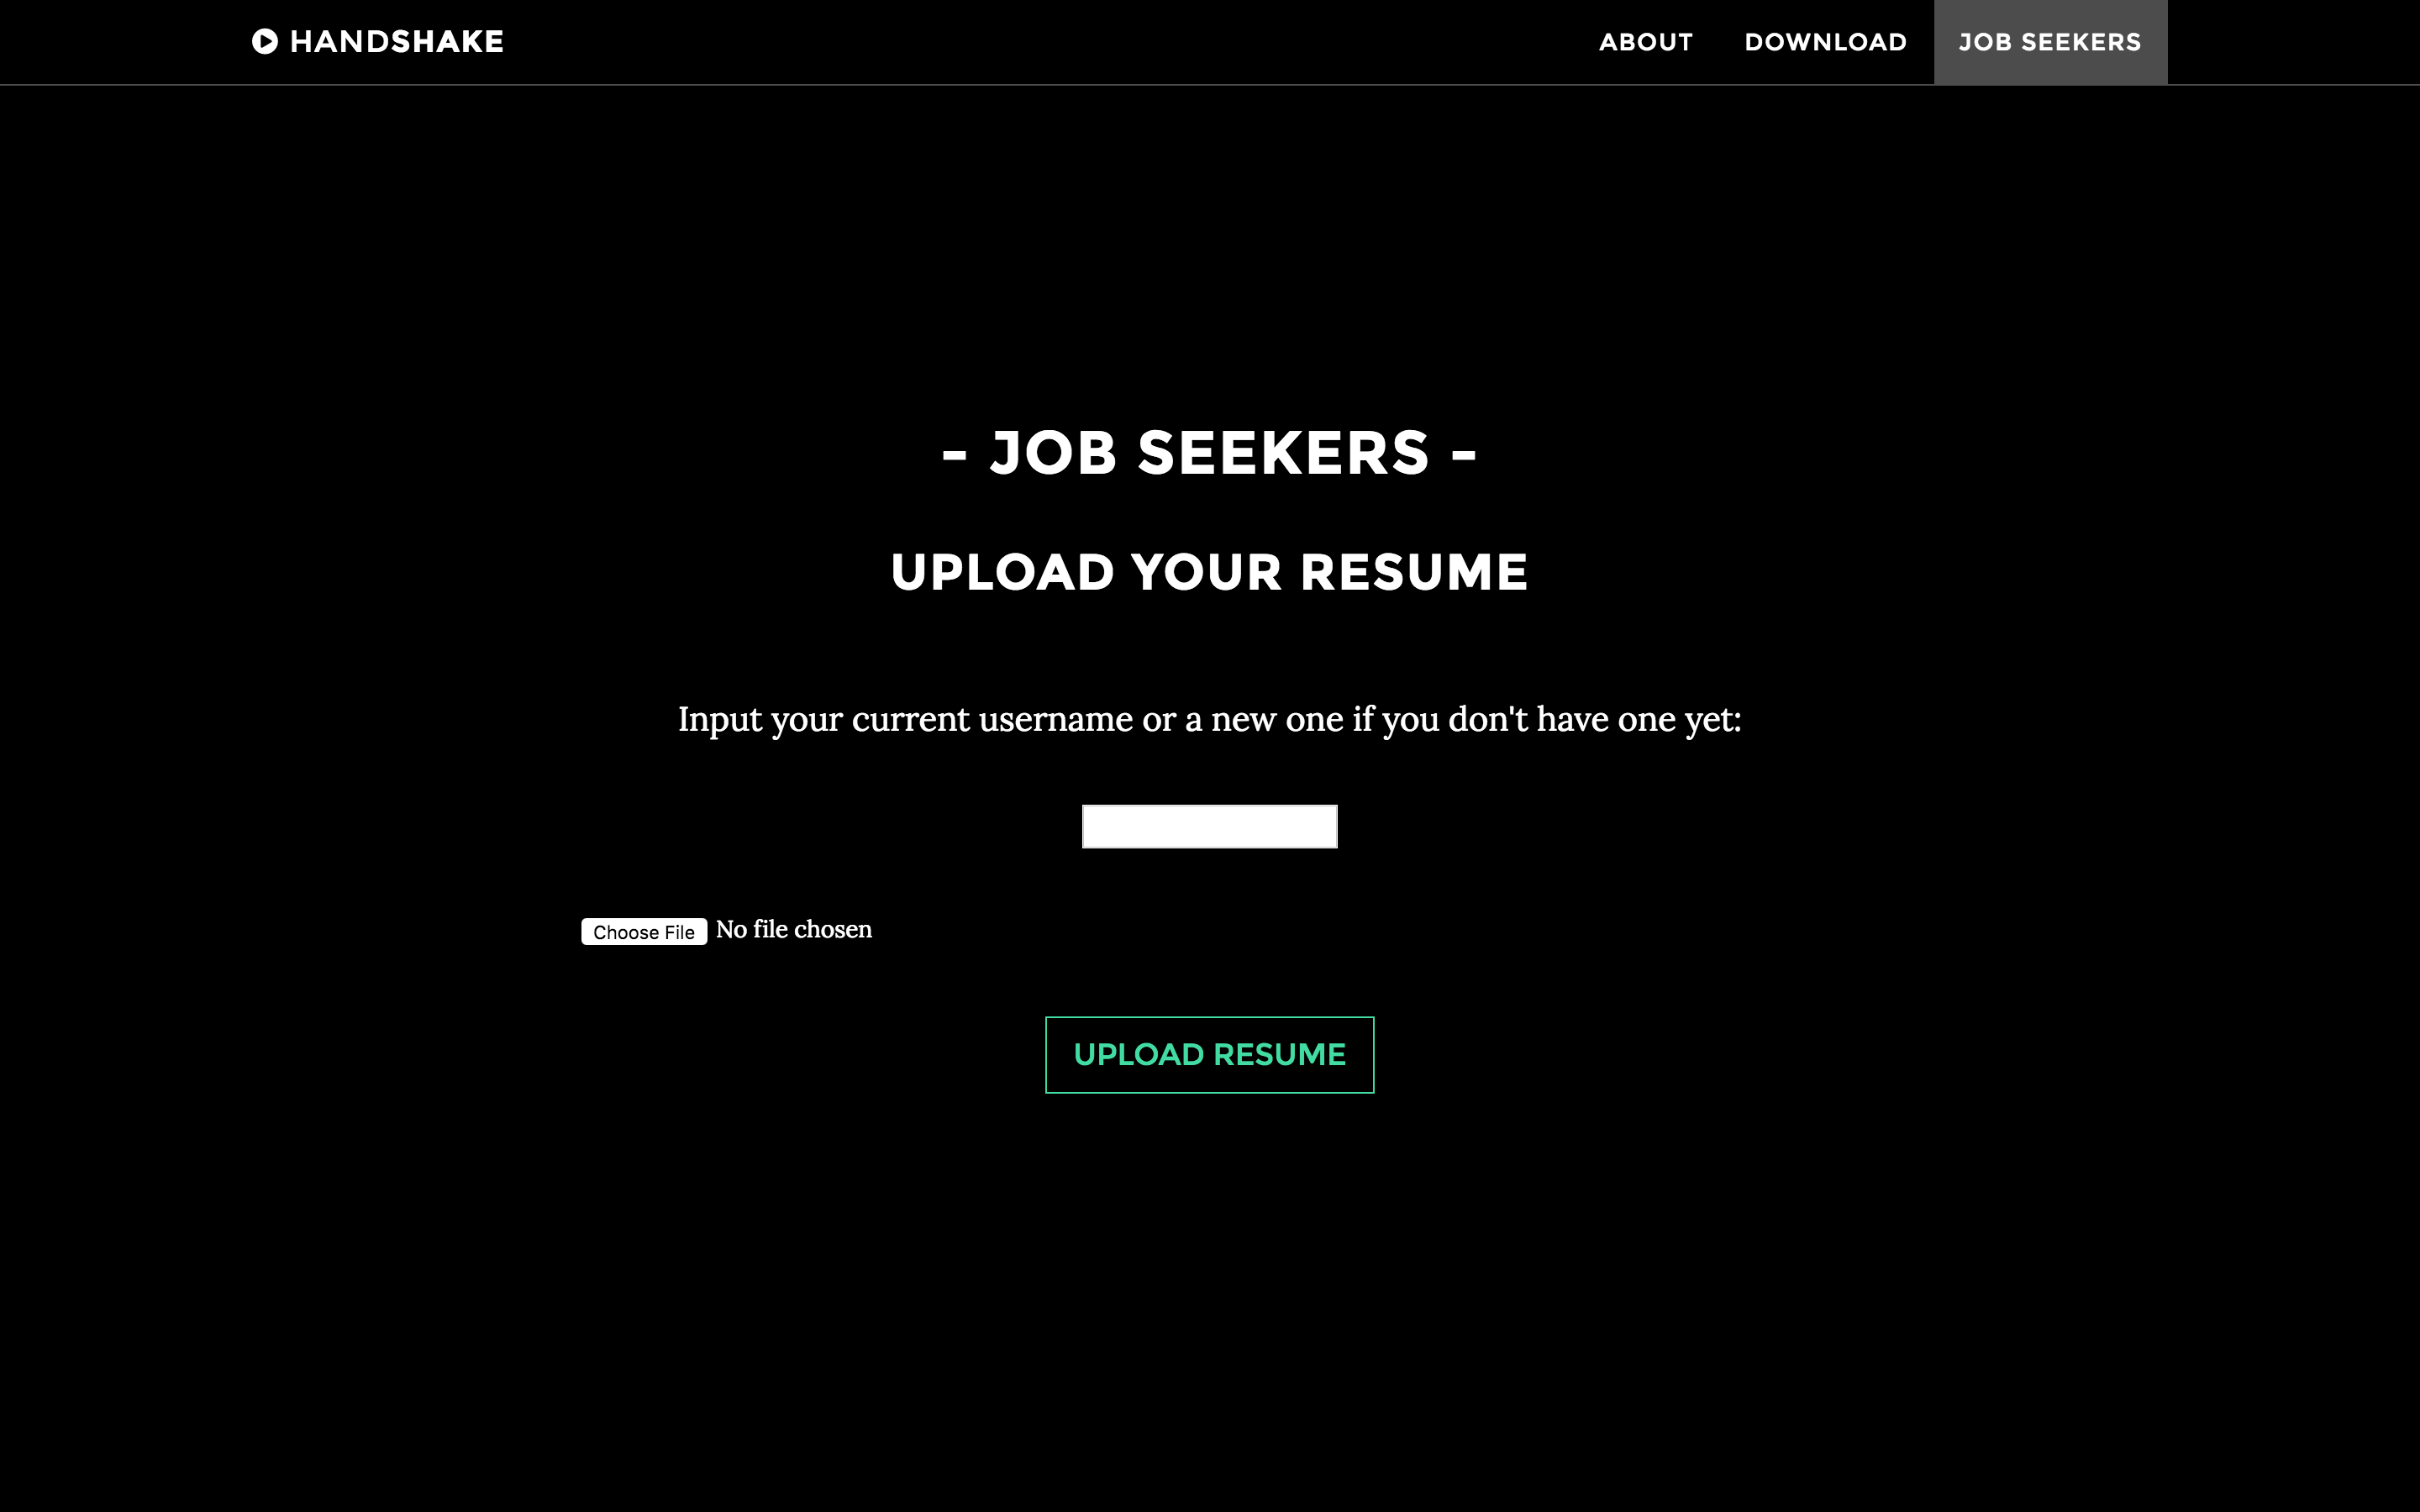 HANDSHAKE
ABOUT DOWNLOAD JOB SEEKERS
- JOB SEEKERS -
UPLOAD YOUR RESUME
Input your current username or a new one if you don't have one yet:
Choose File No file chosen
UPLOAD RESUME